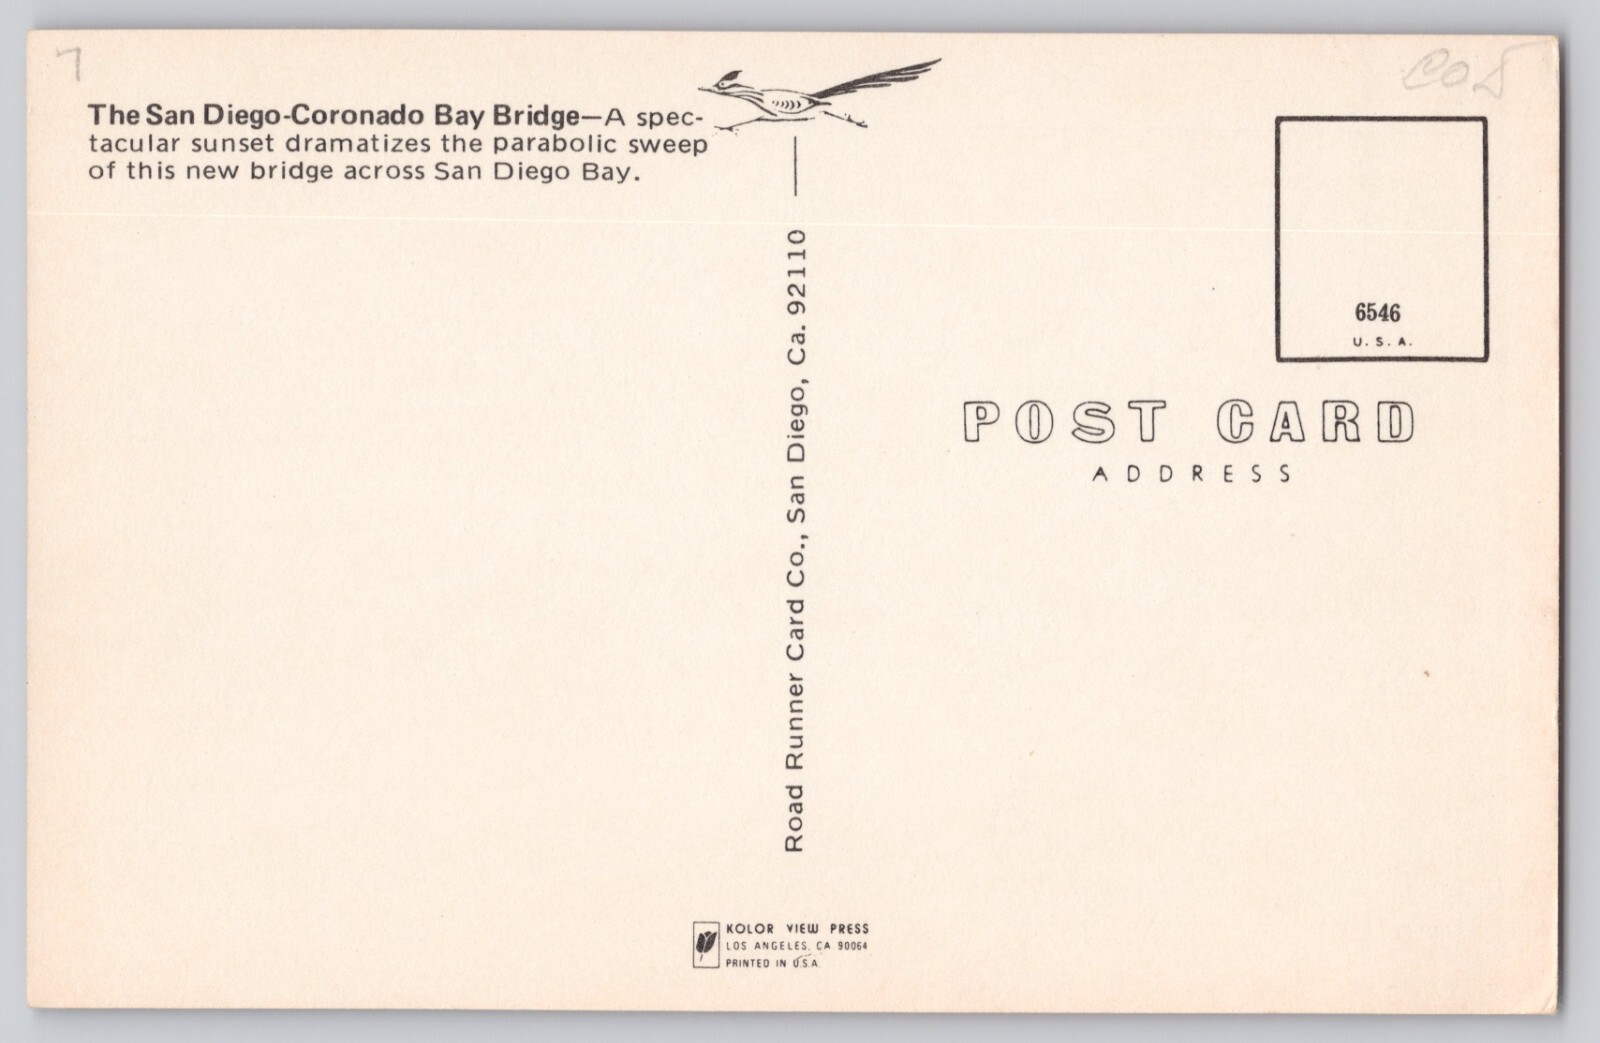 7
The San Diego-Coronado Bay Bridge—A spec-
tacular sunset dramatizes the parabolic sweep
of this new bridge across San Diego Bay.
Road Runner Card Co., San Diego, Ca. 92110
6546
U. S. A.
POST CARD
ADDRESS
KOLOR VIEW PRESS
LOS ANGELES, CA 90064
PRINTED IN U.S.A.